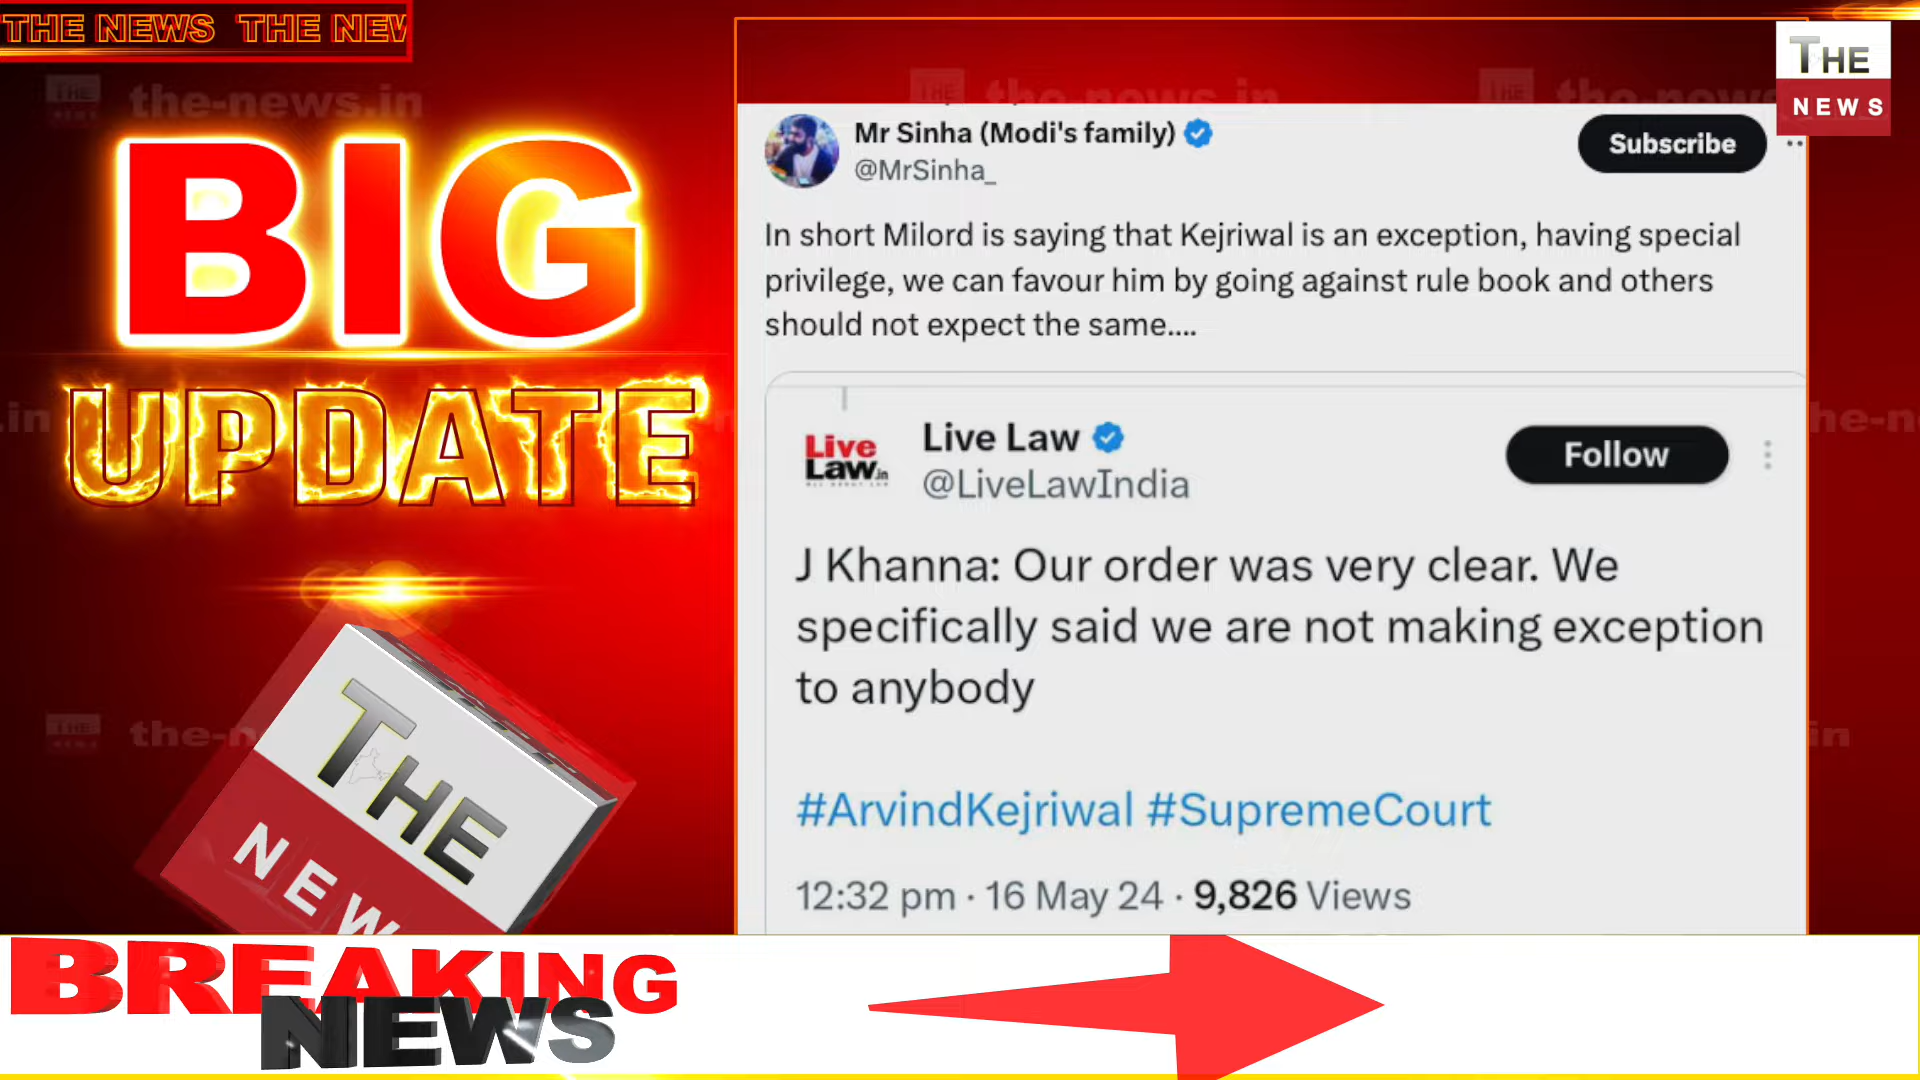 THE NEWS THE NEW
the-news.in
BIG
UPDATE
THE
NEWS
Mr Sinha (Modi's family)
@MrSinha_
Subscribe
In short Milord is saying that Kejriwal is an exception, having special
privilege, we can favour him by going against rule book and others
should not expect the same....
Live
Law.in
Live Law
@LiveLawIndia
Follow
J Khanna: Our order was very clear. We
specifically said we are not making exception
to anybody
#ArvindKejriwal #SupremeCourt
12:32 pm · 16 May 24 · 9,826 Views
THE
NEW
BREAKING
NEWS